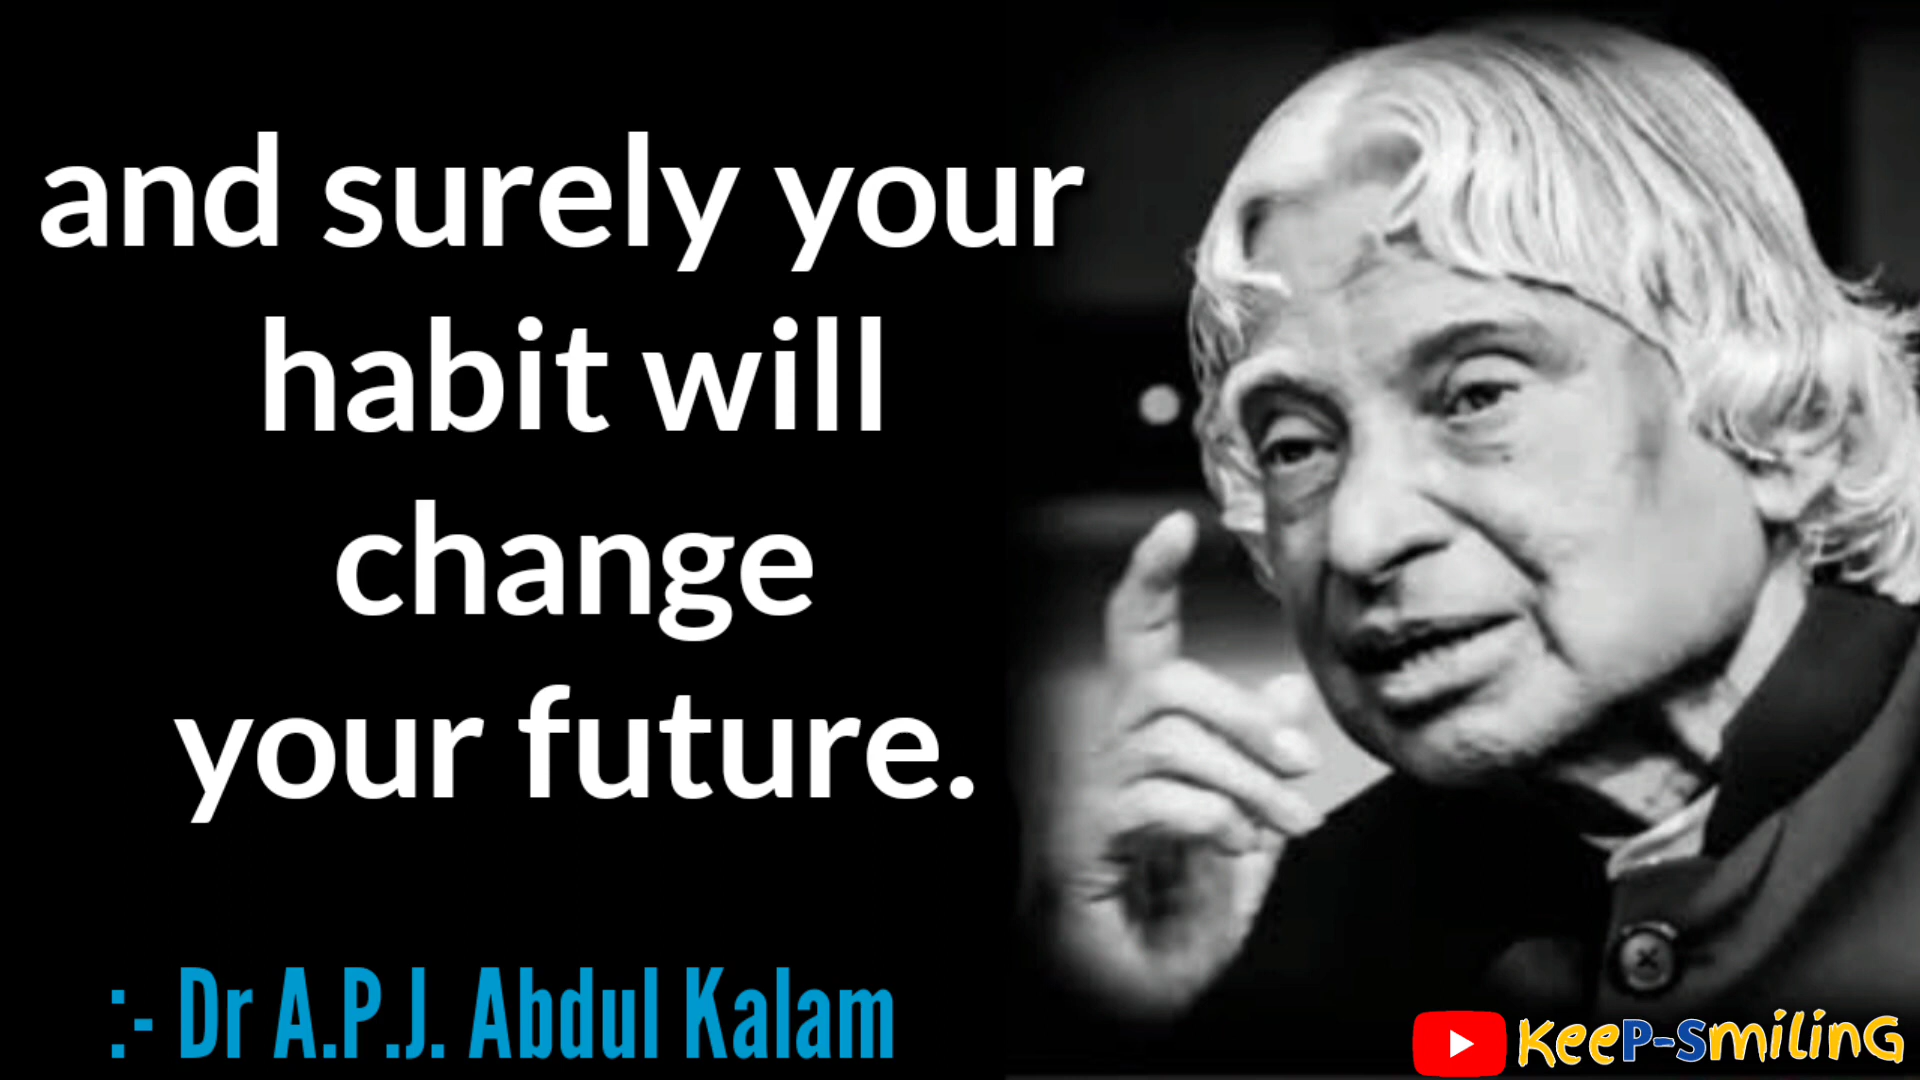 and surely your
habit will
change
your future.
:- Dr A.P.J. Abdul Kalam
KeeP-SmilinG